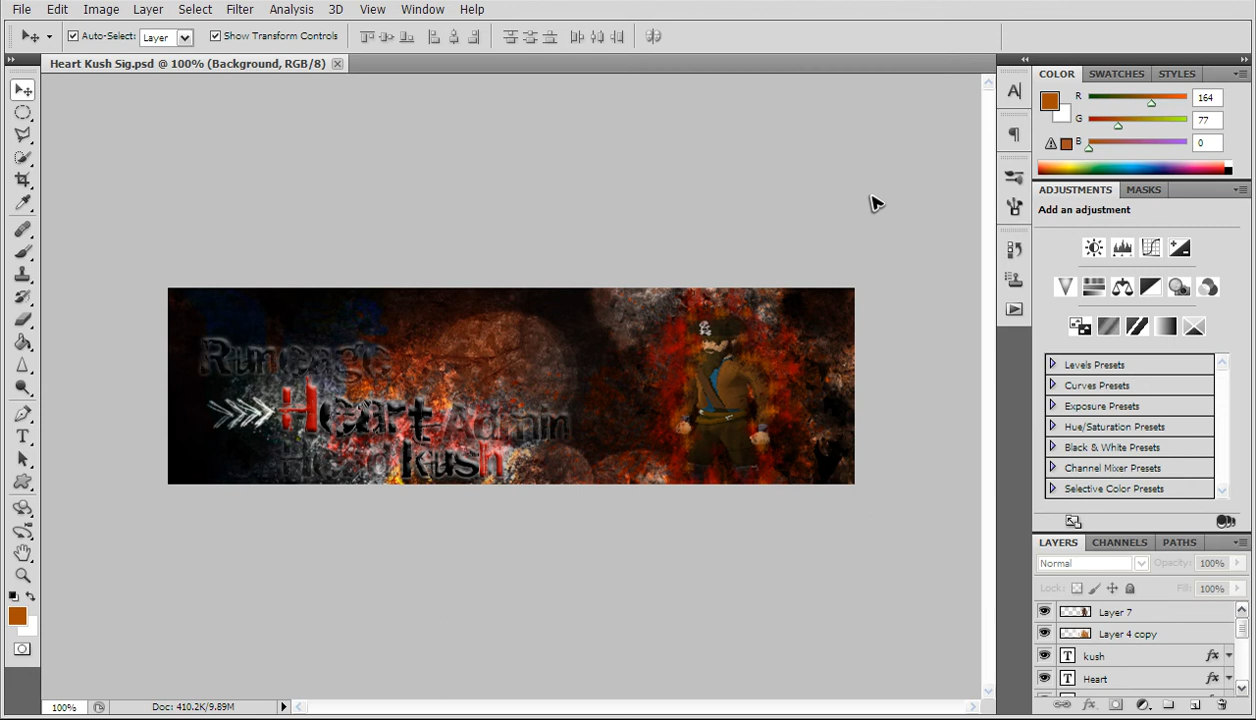 File Edit Image Layer Select Filter Analysis 3D View Window Help
Auto-Select: Layer Show Transform Controls
Heart Kush Sig.psd @ 100% (Background, RGB/8)
COLOR SWATCHES STYLES
R 164
G 77
B 0
ADJUSTMENTS MASKS
Add an adjustment
Levels Presets
Curves Presets
Exposure Presets
Hue/Saturation Presets
Black & White Presets
Channel Mixer Presets
Selective Color Presets
LAYERS CHANNELS PATHS
Normal Opacity: 100%
Lock: Fill: 100%
Layer 7
Layer 4 copy
T kush fx
T Heart fx
Heart Admin
Head kush
100% Doc: 410.2K/9.89M